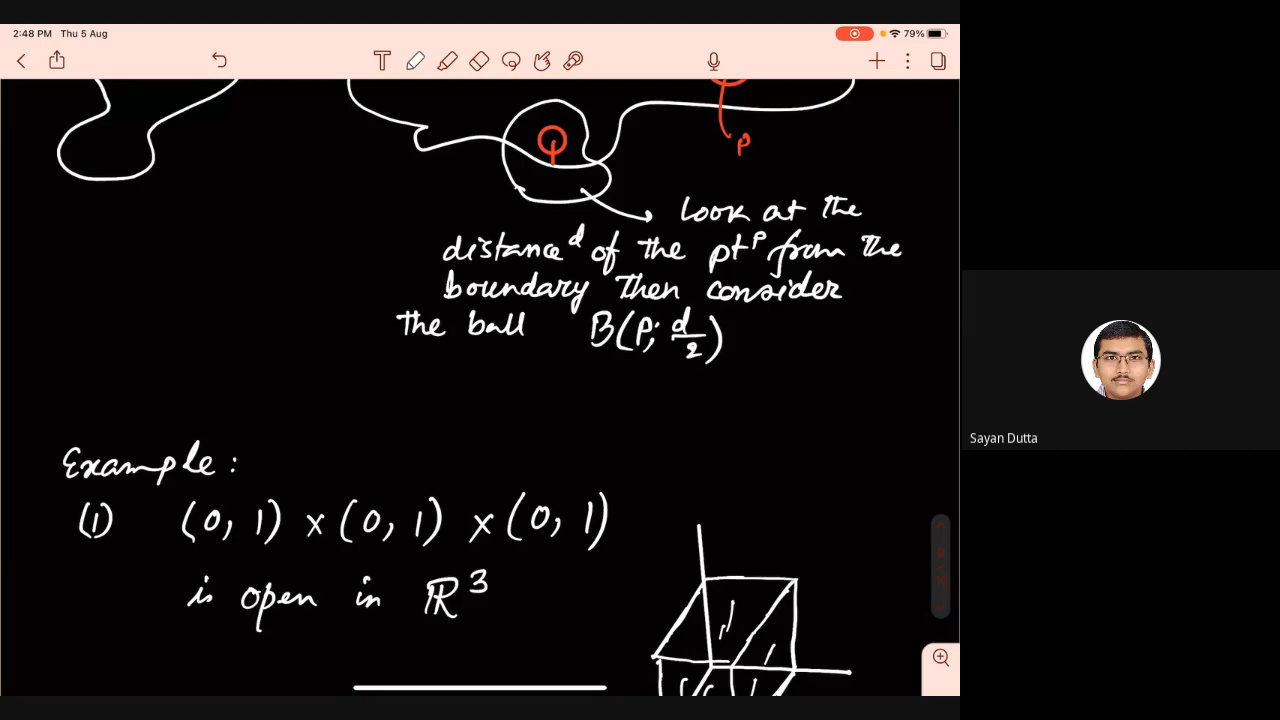 2:48 PM Thu 5 Aug
79%
P
Look at the
distance d of the pt P from the
boundary then consider
the ball B(P; d/2)
Sayan Dutta
Example:
(1) (0, 1) × (0, 1) × (0, 1)
is open in ℝ³